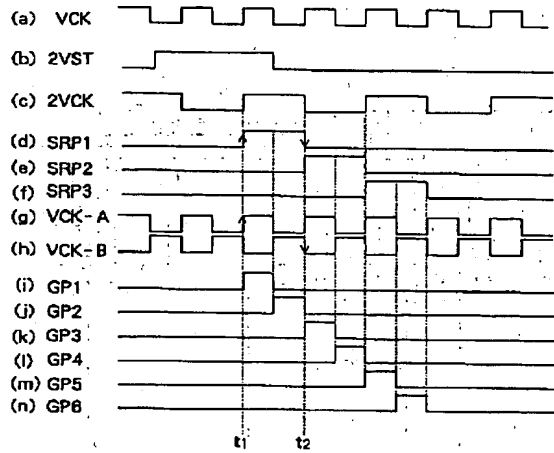 (a) VCK
(b) 2VST
(c) 2VCK
(d) SRP1
(e) SRP2
(f) SRP3
(g) VCK-A
(h) VCK-B
(i) GP1
(j) GP2
(k) GP3
(l) GP4
(m) GP5
(n) GP6
t1 t2